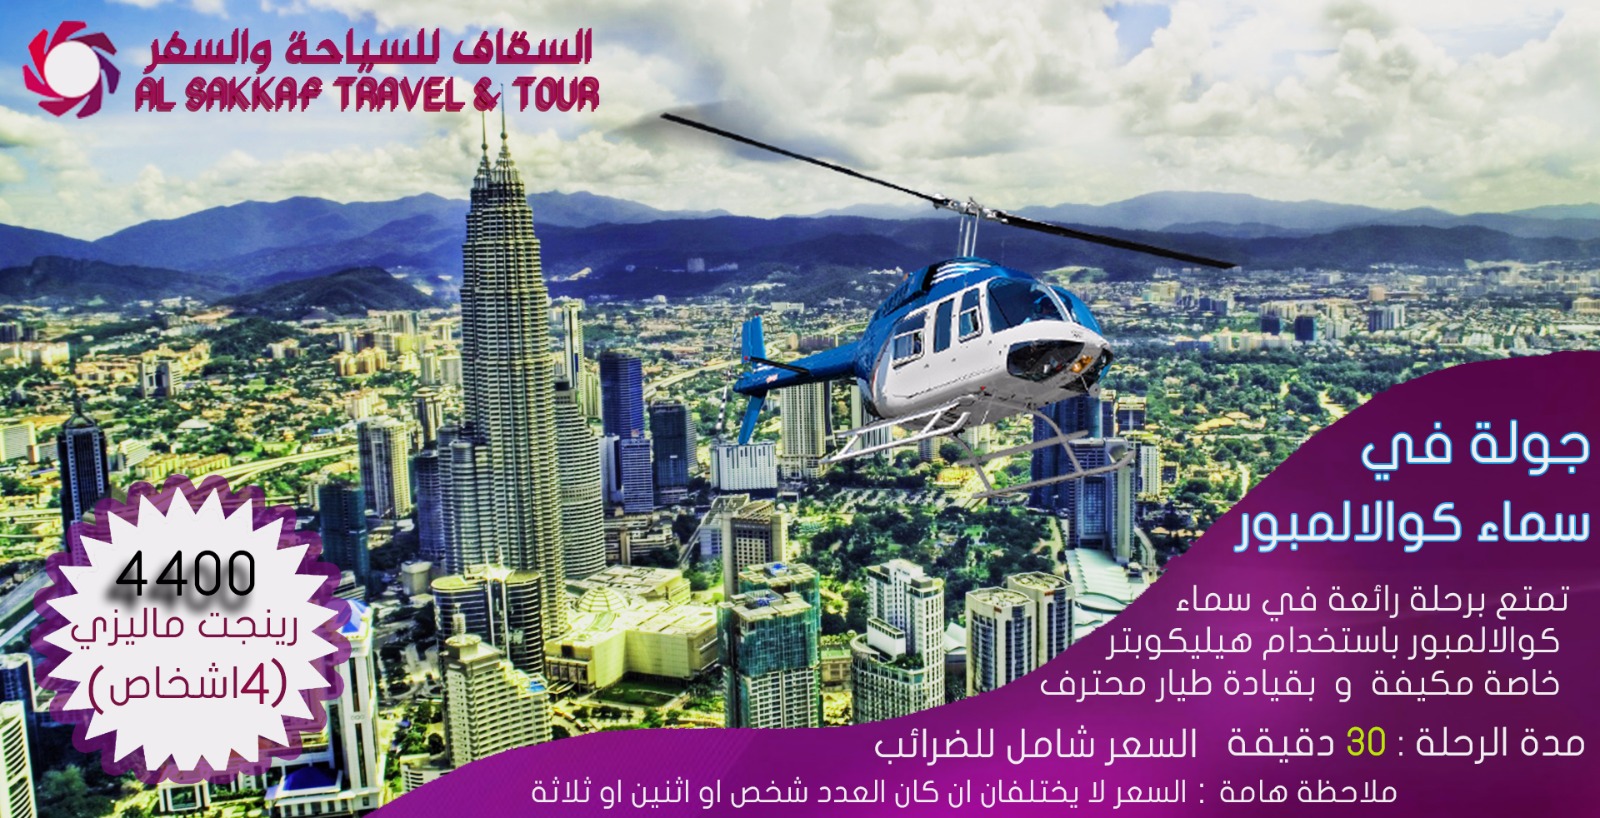 السقاف للسياحة والسفر
AL SAKKAF TRAVEL & TOUR
جولة في
سماء كوالالمبور
تمتع برحلة رائعة في سماء
كوالالمبور باستخدام هيليكوبتر
خاصة مكيفة و بقيادة طيار محترف
مدة الرحلة : 30 دقيقة السعر شامل للضرائب
ملاحظة هامة : السعر لا يختلفان ان كان العدد شخص او اثنين او ثلاثة
4400
رينجت ماليزي
(4اشخاص)